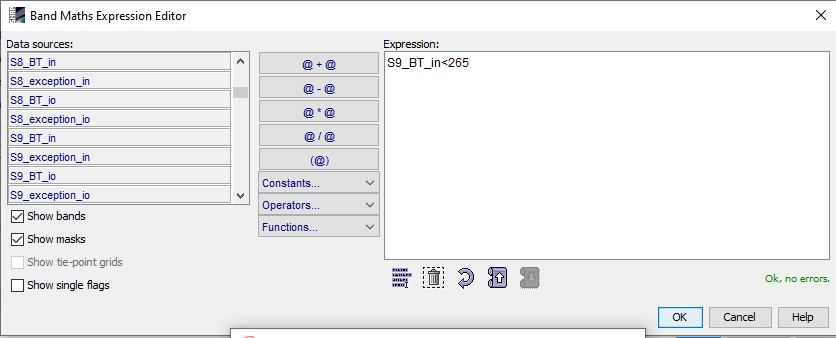 Band Maths Expression Editor
Data sources:
S8_BT_in
S8_exception_in
S8_BT_io
S8_exception_io
S9_BT_in
S9_exception_in
S9_BT_io
S9_exception_io
Show bands
Show masks
Show tie-point grids
Show single flags
@ + @
@ - @
@ * @
@ / @
(@)
Constants...
Operators...
Functions...
Expression:
S9_BT_in<265
Ok, no errors.
OK
Cancel
Help